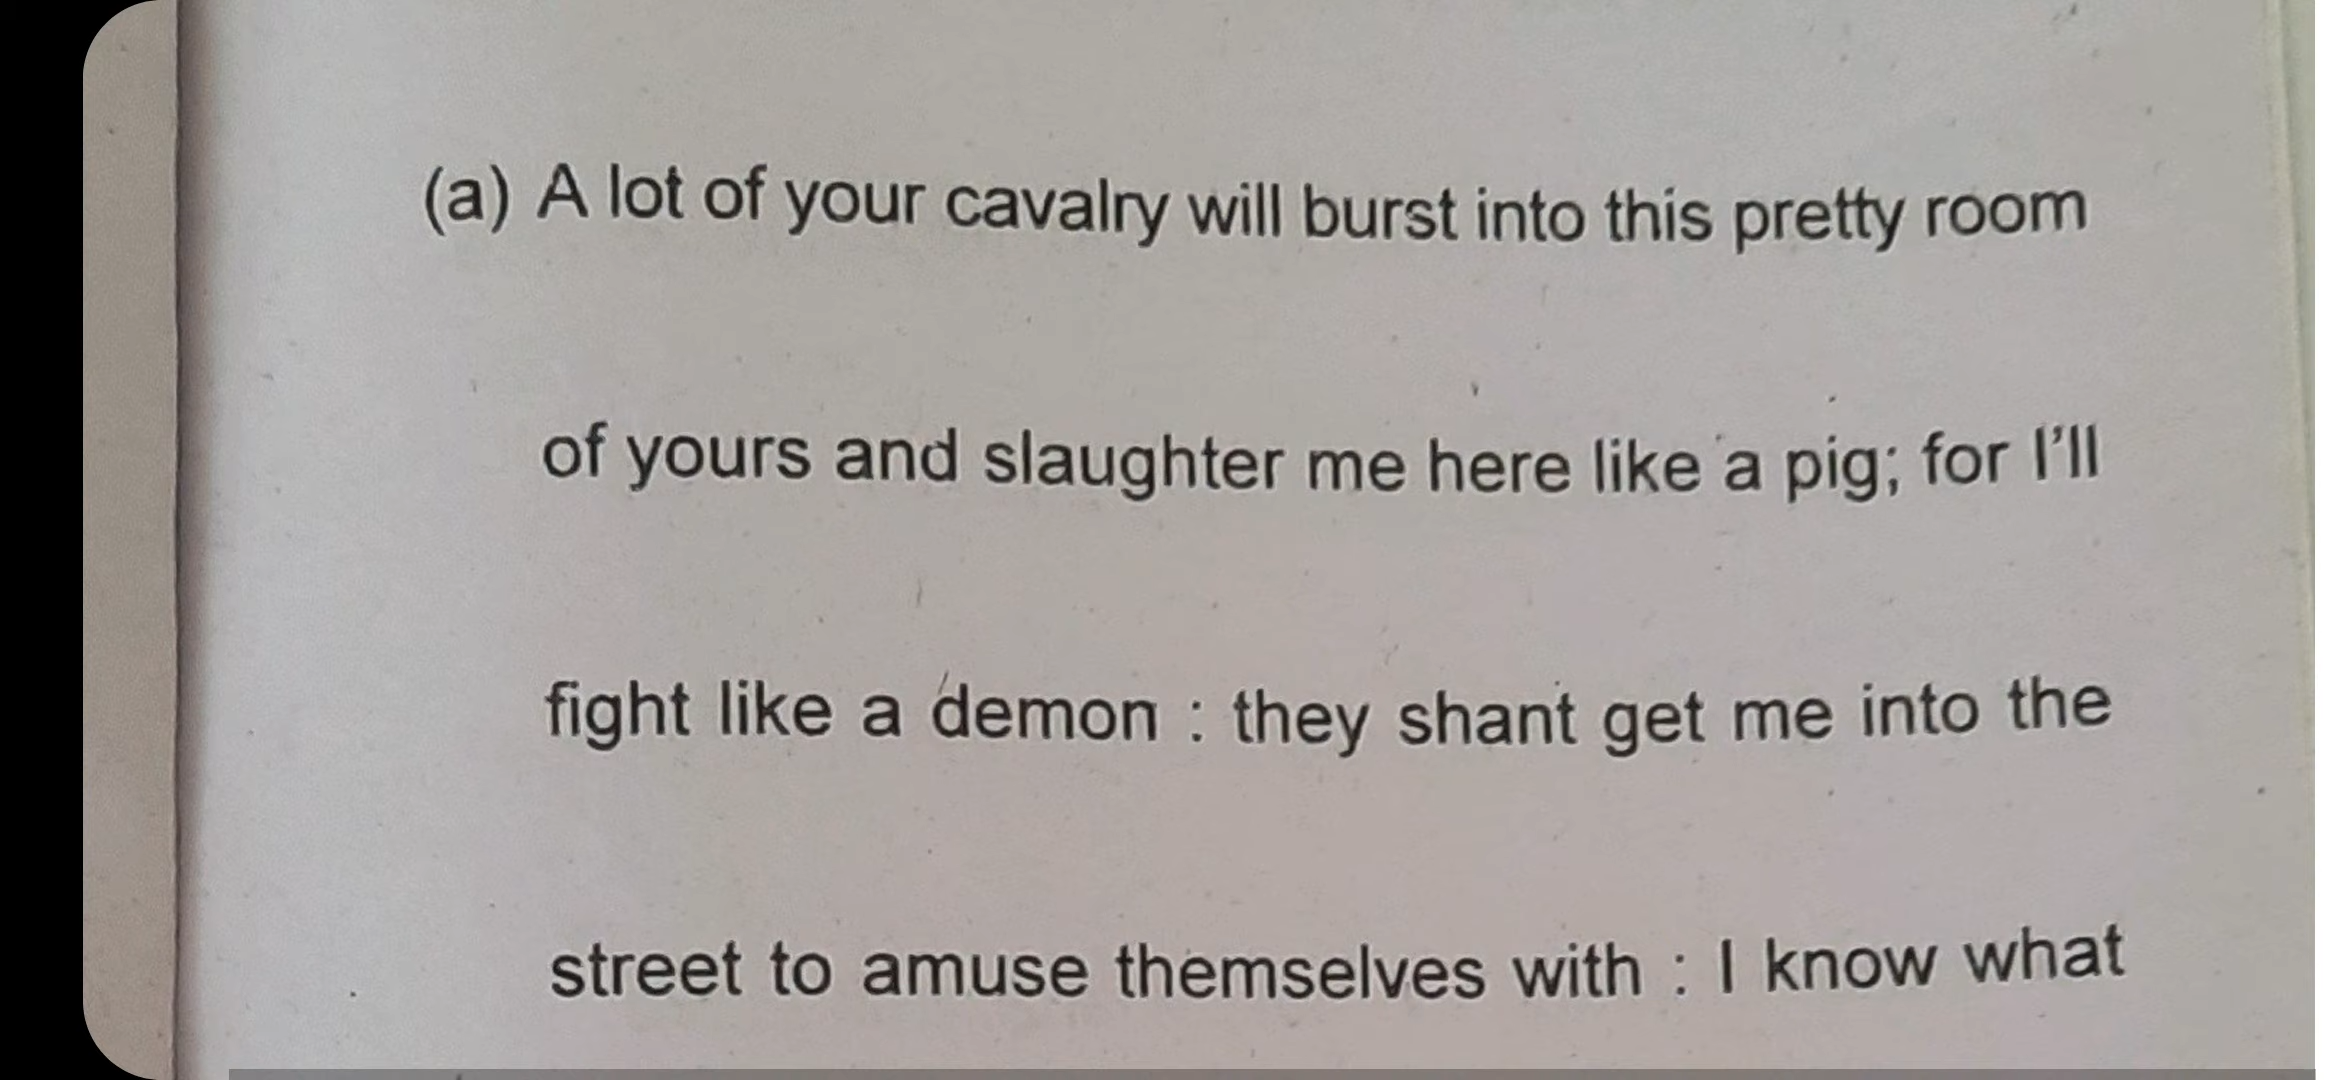 (a) A lot of your cavalry will burst into this pretty room
of yours and slaughter me here like a pig; for I'll
fight like a demon : they shant get me into the
street to amuse themselves with : I know what